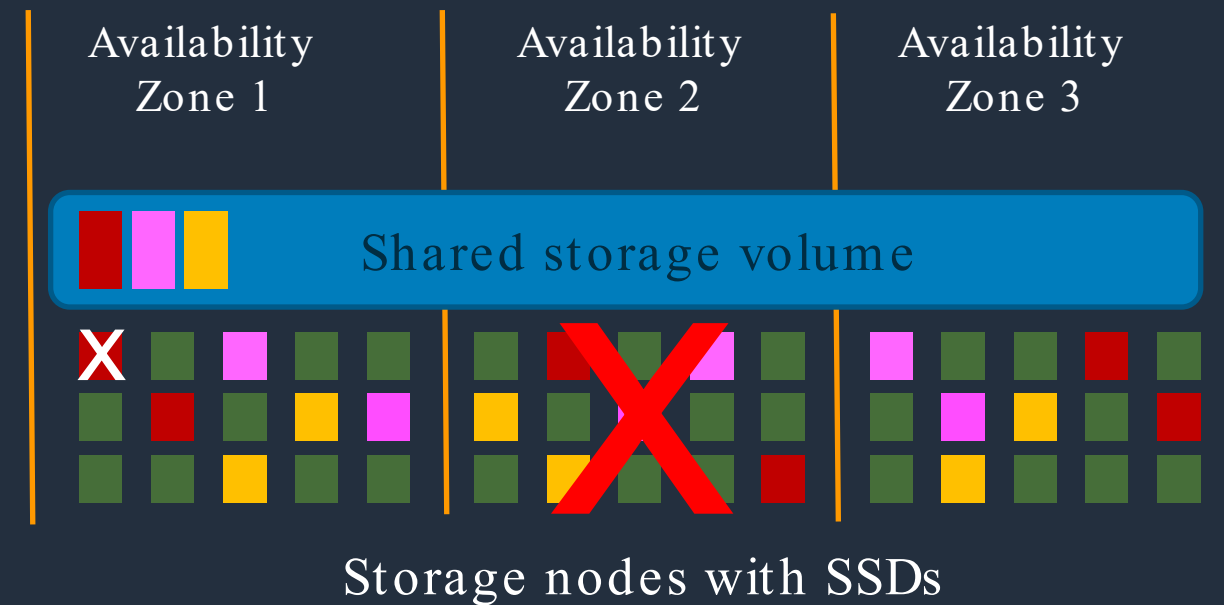 Availability
Zone 1
Availability
Zone 2
Availability
Zone 3
Shared storage volume
X
X
Storage nodes with SSDs